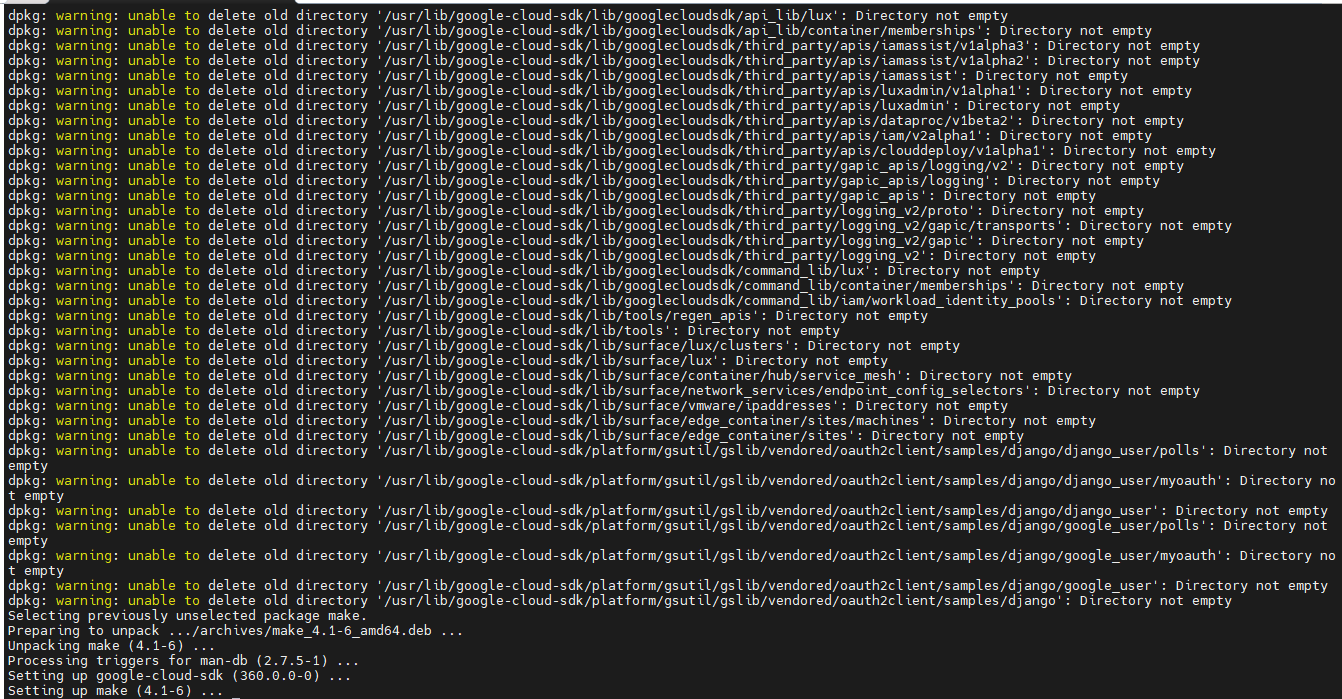 dpkg: warning: unable to delete old directory '/usr/lib/google-cloud-sdk/lib/googlecloudsdk/api_lib/lux': Directory not empty
dpkg: warning: unable to delete old directory '/usr/lib/google-cloud-sdk/lib/googlecloudsdk/api_lib/container/memberships': Directory not empty
dpkg: warning: unable to delete old directory '/usr/lib/google-cloud-sdk/lib/googlecloudsdk/third_party/apis/iamassist/v1alpha3': Directory not empty
dpkg: warning: unable to delete old directory '/usr/lib/google-cloud-sdk/lib/googlecloudsdk/third_party/apis/iamassist/v1alpha2': Directory not empty
dpkg: warning: unable to delete old directory '/usr/lib/google-cloud-sdk/lib/googlecloudsdk/third_party/apis/iamassist': Directory not empty
dpkg: warning: unable to delete old directory '/usr/lib/google-cloud-sdk/lib/googlecloudsdk/third_party/apis/luxadmin/v1alpha1': Directory not empty
dpkg: warning: unable to delete old directory '/usr/lib/google-cloud-sdk/lib/googlecloudsdk/third_party/apis/luxadmin': Directory not empty
dpkg: warning: unable to delete old directory '/usr/lib/google-cloud-sdk/lib/googlecloudsdk/third_party/apis/dataproc/v1beta2': Directory not empty
dpkg: warning: unable to delete old directory '/usr/lib/google-cloud-sdk/lib/googlecloudsdk/third_party/apis/iam/v2alpha1': Directory not empty
dpkg: warning: unable to delete old directory '/usr/lib/google-cloud-sdk/lib/googlecloudsdk/third_party/apis/clouddeploy/v1alpha1': Directory not empty
dpkg: warning: unable to delete old directory '/usr/lib/google-cloud-sdk/lib/googlecloudsdk/third_party/gapic_apis/logging/v2': Directory not empty
dpkg: warning: unable to delete old directory '/usr/lib/google-cloud-sdk/lib/googlecloudsdk/third_party/gapic_apis/logging': Directory not empty
dpkg: warning: unable to delete old directory '/usr/lib/google-cloud-sdk/lib/googlecloudsdk/third_party/gapic_apis': Directory not empty
dpkg: warning: unable to delete old directory '/usr/lib/google-cloud-sdk/lib/googlecloudsdk/third_party/logging_v2/proto': Directory not empty
dpkg: warning: unable to delete old directory '/usr/lib/google-cloud-sdk/lib/googlecloudsdk/third_party/logging_v2/gapic/transports': Directory not empty
dpkg: warning: unable to delete old directory '/usr/lib/google-cloud-sdk/lib/googlecloudsdk/third_party/logging_v2/gapic': Directory not empty
dpkg: warning: unable to delete old directory '/usr/lib/google-cloud-sdk/lib/googlecloudsdk/third_party/logging_v2': Directory not empty
dpkg: warning: unable to delete old directory '/usr/lib/google-cloud-sdk/lib/googlecloudsdk/command_lib/lux': Directory not empty
dpkg: warning: unable to delete old directory '/usr/lib/google-cloud-sdk/lib/googlecloudsdk/command_lib/container/memberships': Directory not empty
dpkg: warning: unable to delete old directory '/usr/lib/google-cloud-sdk/lib/googlecloudsdk/command_lib/iam/workload_identity_pools': Directory not empty
dpkg: warning: unable to delete old directory '/usr/lib/google-cloud-sdk/lib/tools/regen_apis': Directory not empty
dpkg: warning: unable to delete old directory '/usr/lib/google-cloud-sdk/lib/tools': Directory not empty
dpkg: warning: unable to delete old directory '/usr/lib/google-cloud-sdk/lib/surface/lux/clusters': Directory not empty
dpkg: warning: unable to delete old directory '/usr/lib/google-cloud-sdk/lib/surface/lux': Directory not empty
dpkg: warning: unable to delete old directory '/usr/lib/google-cloud-sdk/lib/surface/container/hub/service_mesh': Directory not empty
dpkg: warning: unable to delete old directory '/usr/lib/google-cloud-sdk/lib/surface/network_services/endpoint_config_selectors': Directory not empty
dpkg: warning: unable to delete old directory '/usr/lib/google-cloud-sdk/lib/surface/vmware/ipaddresses': Directory not empty
dpkg: warning: unable to delete old directory '/usr/lib/google-cloud-sdk/lib/surface/edge_container/sites/machines': Directory not empty
dpkg: warning: unable to delete old directory '/usr/lib/google-cloud-sdk/lib/surface/edge_container/sites': Directory not empty
dpkg: warning: unable to delete old directory '/usr/lib/google-cloud-sdk/platform/gsutil/gslib/vendored/oauth2client/samples/django/django_user/polls': Directory not
empty
dpkg: warning: unable to delete old directory '/usr/lib/google-cloud-sdk/platform/gsutil/gslib/vendored/oauth2client/samples/django/django_user/myoauth': Directory no
t empty
dpkg: warning: unable to delete old directory '/usr/lib/google-cloud-sdk/platform/gsutil/gslib/vendored/oauth2client/samples/django/django_user': Directory not empty
dpkg: warning: unable to delete old directory '/usr/lib/google-cloud-sdk/platform/gsutil/gslib/vendored/oauth2client/samples/django/google_user/polls': Directory not
empty
dpkg: warning: unable to delete old directory '/usr/lib/google-cloud-sdk/platform/gsutil/gslib/vendored/oauth2client/samples/django/google_user/myoauth': Directory no
t empty
dpkg: warning: unable to delete old directory '/usr/lib/google-cloud-sdk/platform/gsutil/gslib/vendored/oauth2client/samples/django/google_user': Directory not empty
dpkg: warning: unable to delete old directory '/usr/lib/google-cloud-sdk/platform/gsutil/gslib/vendored/oauth2client/samples/django': Directory not empty
Selecting previously unselected package make.
Preparing to unpack .../archives/make_4.1-6_amd64.deb ...
Unpacking make (4.1-6) ...
Processing triggers for man-db (2.7.5-1) ...
Setting up google-cloud-sdk (360.0.0-0) ...
Setting up make (4.1-6) ... _